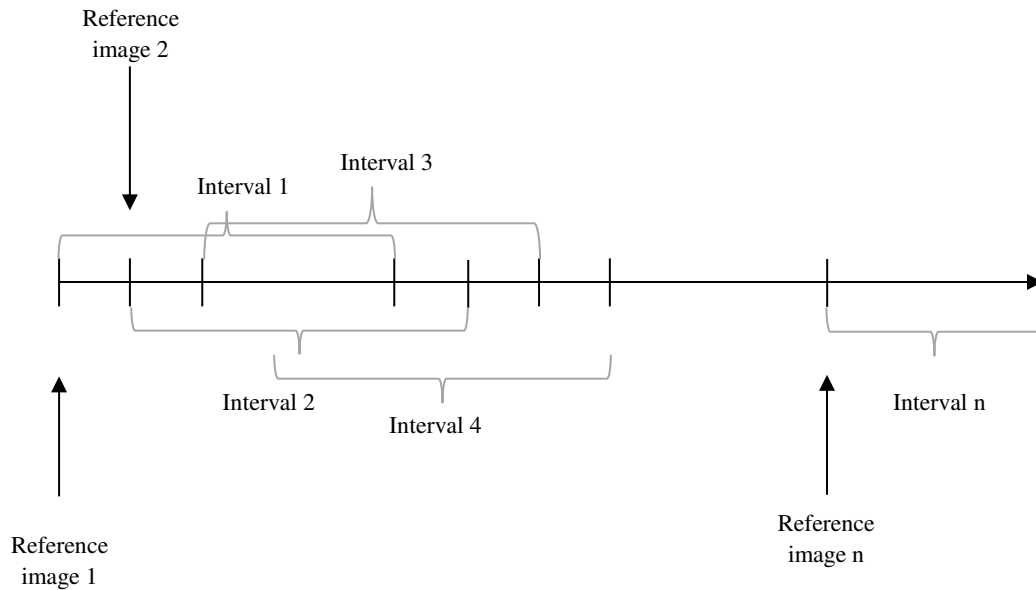 Reference
image 2
Interval 3
Interval 1
Interval 2
Interval 4
Interval n
Reference
image 1
Reference
image n